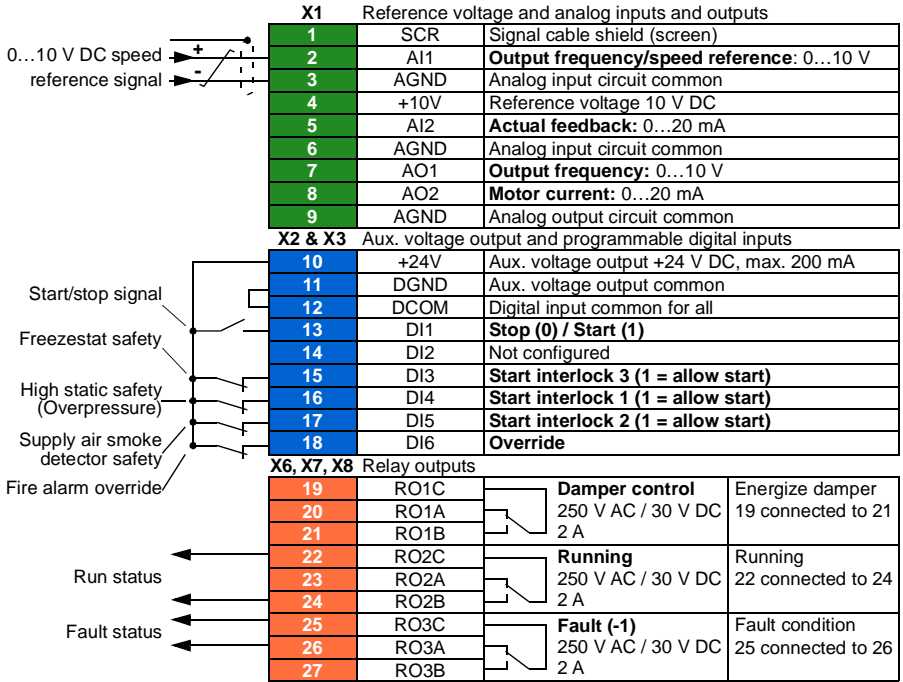 X1 Reference voltage and analog inputs and outputs
1 SCR Signal cable shield (screen)
0…10 V DC speed + 2 AI1 Output frequency/speed reference: 0…10 V
reference signal - 3 AGND Analog input circuit common
4 +10V Reference voltage 10 V DC
5 AI2 Actual feedback: 0…20 mA
6 AGND Analog input circuit common
7 AO1 Output frequency: 0…10 V
8 AO2 Motor current: 0…20 mA
9 AGND Analog output circuit common
X2 & X3 Aux. voltage output and programmable digital inputs
10 +24V Aux. voltage output +24 V DC, max. 200 mA
11 DGND Aux. voltage output common
Start/stop signal
12 DCOM Digital input common for all
13 DI1 Stop (0) / Start (1)
Freezestat safety
14 DI2 Not configured
15 DI3 Start interlock 3 (1 = allow start)
High static safety
(Overpressure)
16 DI4 Start interlock 1 (1 = allow start)
17 DI5 Start interlock 2 (1 = allow start)
Supply air smoke
detector safety
18 DI6 Override
X6, X7, X8 Relay outputs
Fire alarm override
19 RO1C Damper control Energize damper
20 RO1A 250 V AC / 30 V DC 19 connected to 21
21 RO1B 2 A
22 RO2C Running Running
Run status
23 RO2A 250 V AC / 30 V DC 22 connected to 24
24 RO2B 2 A
25 RO3C Fault (-1) Fault condition
Fault status
26 RO3A 250 V AC / 30 V DC 25 connected to 26
27 RO3B 2 A